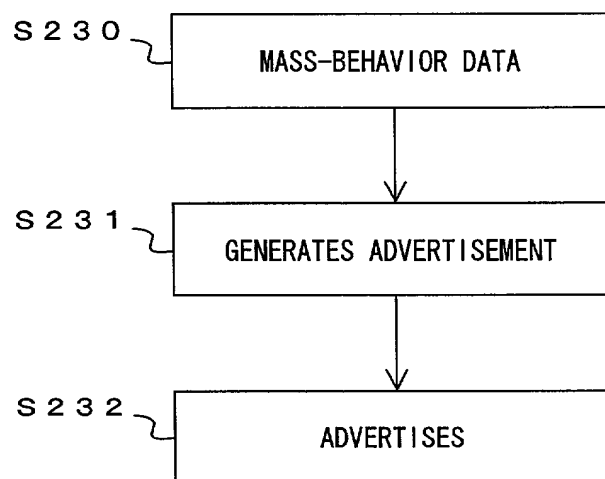 S230
MASS-BEHAVIOR DATA
S231
GENERATES ADVERTISEMENT
S232
ADVERTISES